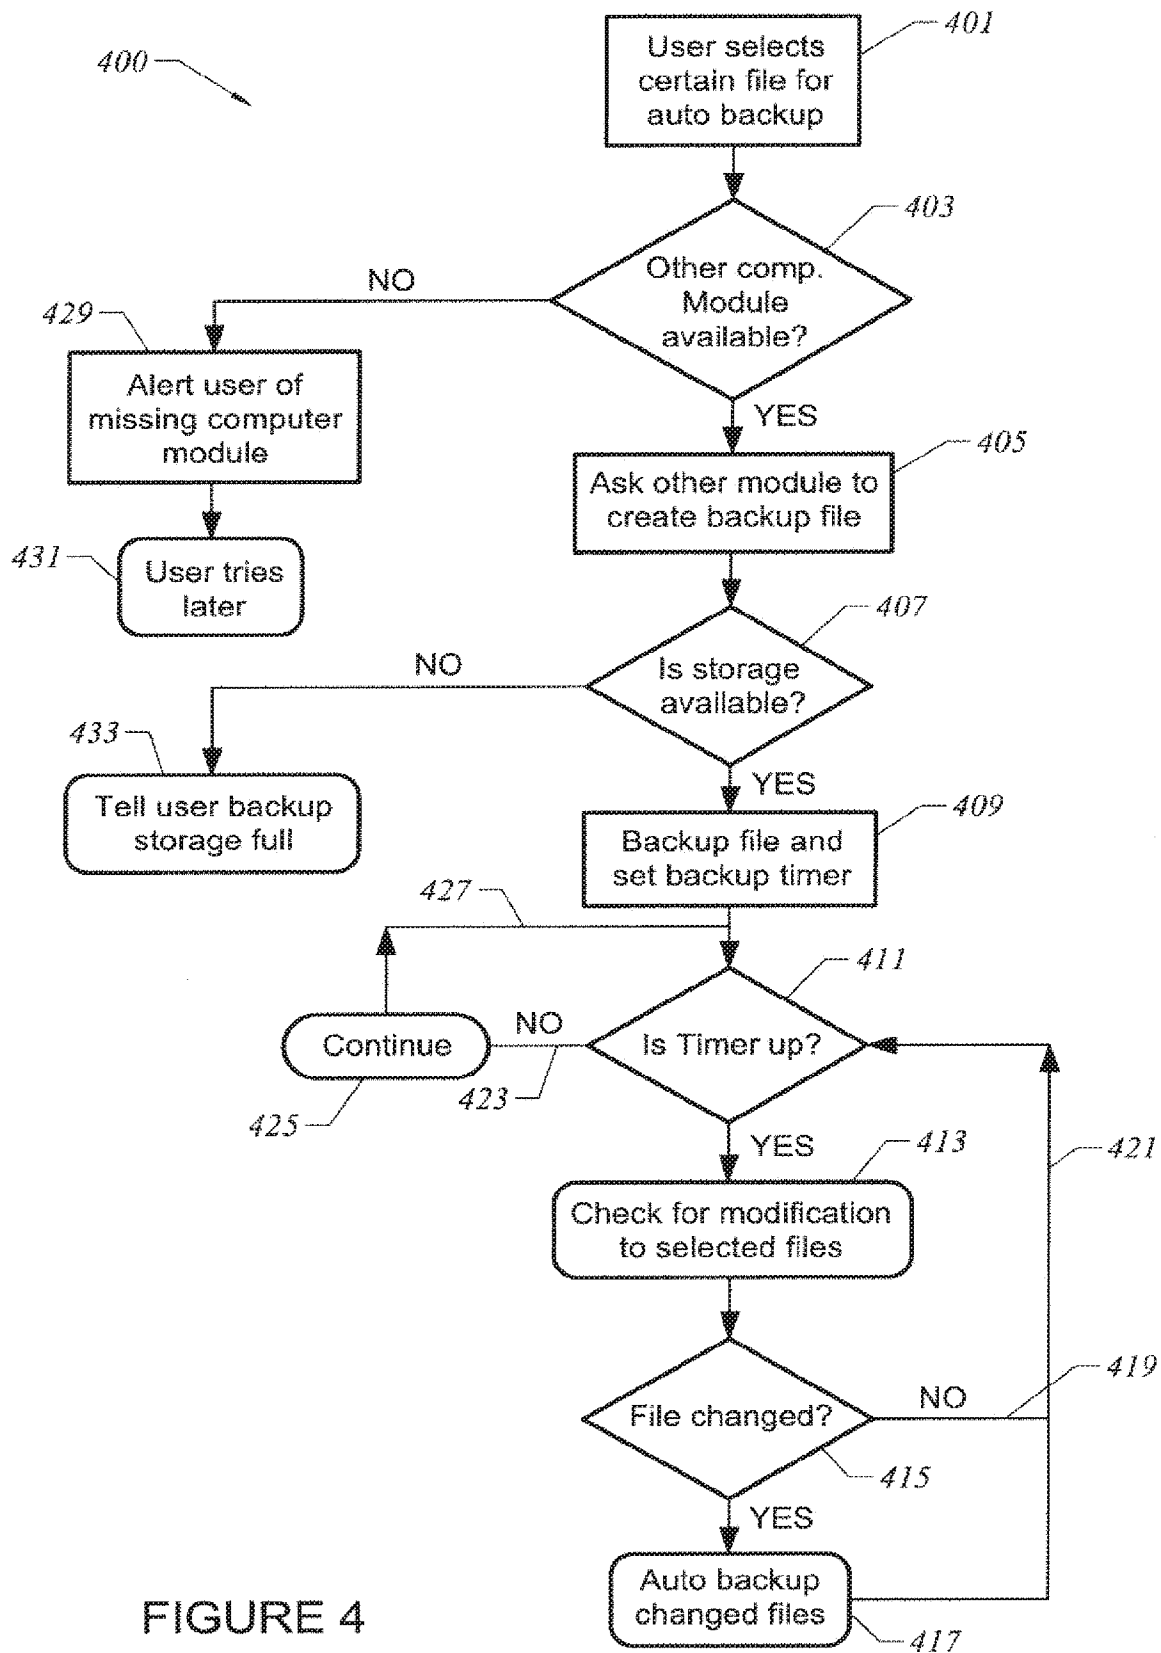 400
401
User selects
certain file for
auto backup
403
Other comp.
Module
available?
NO
YES
429
Alert user of
missing computer
module
405
Ask other module to
create backup file
431
User tries
later
407
Is storage
available?
NO
YES
433
Tell user backup
storage full
409
Backup file and
set backup timer
427
411
Is Timer up?
NO
Continue
423
425
YES
413
Check for modification
to selected files
421
419
File changed?
NO
415
YES
Auto backup
changed files
417
FIGURE 4